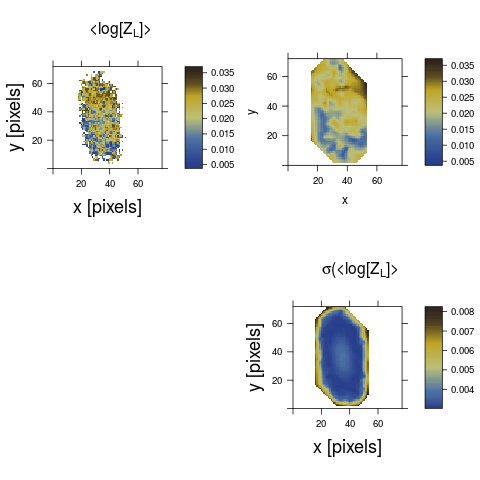 <log[Z_L]>
60
40
20
20 40 60
y [pixels]
x [pixels]
0.035
0.030
0.025
0.020
0.015
0.010
0.005
60
40
20
20 40 60
y
x
0.035
0.030
0.025
0.020
0.015
0.010
0.005
σ(<log[Z_L]>
60
40
20
20 40 60
y [pixels]
x [pixels]
0.008
0.007
0.006
0.005
0.004